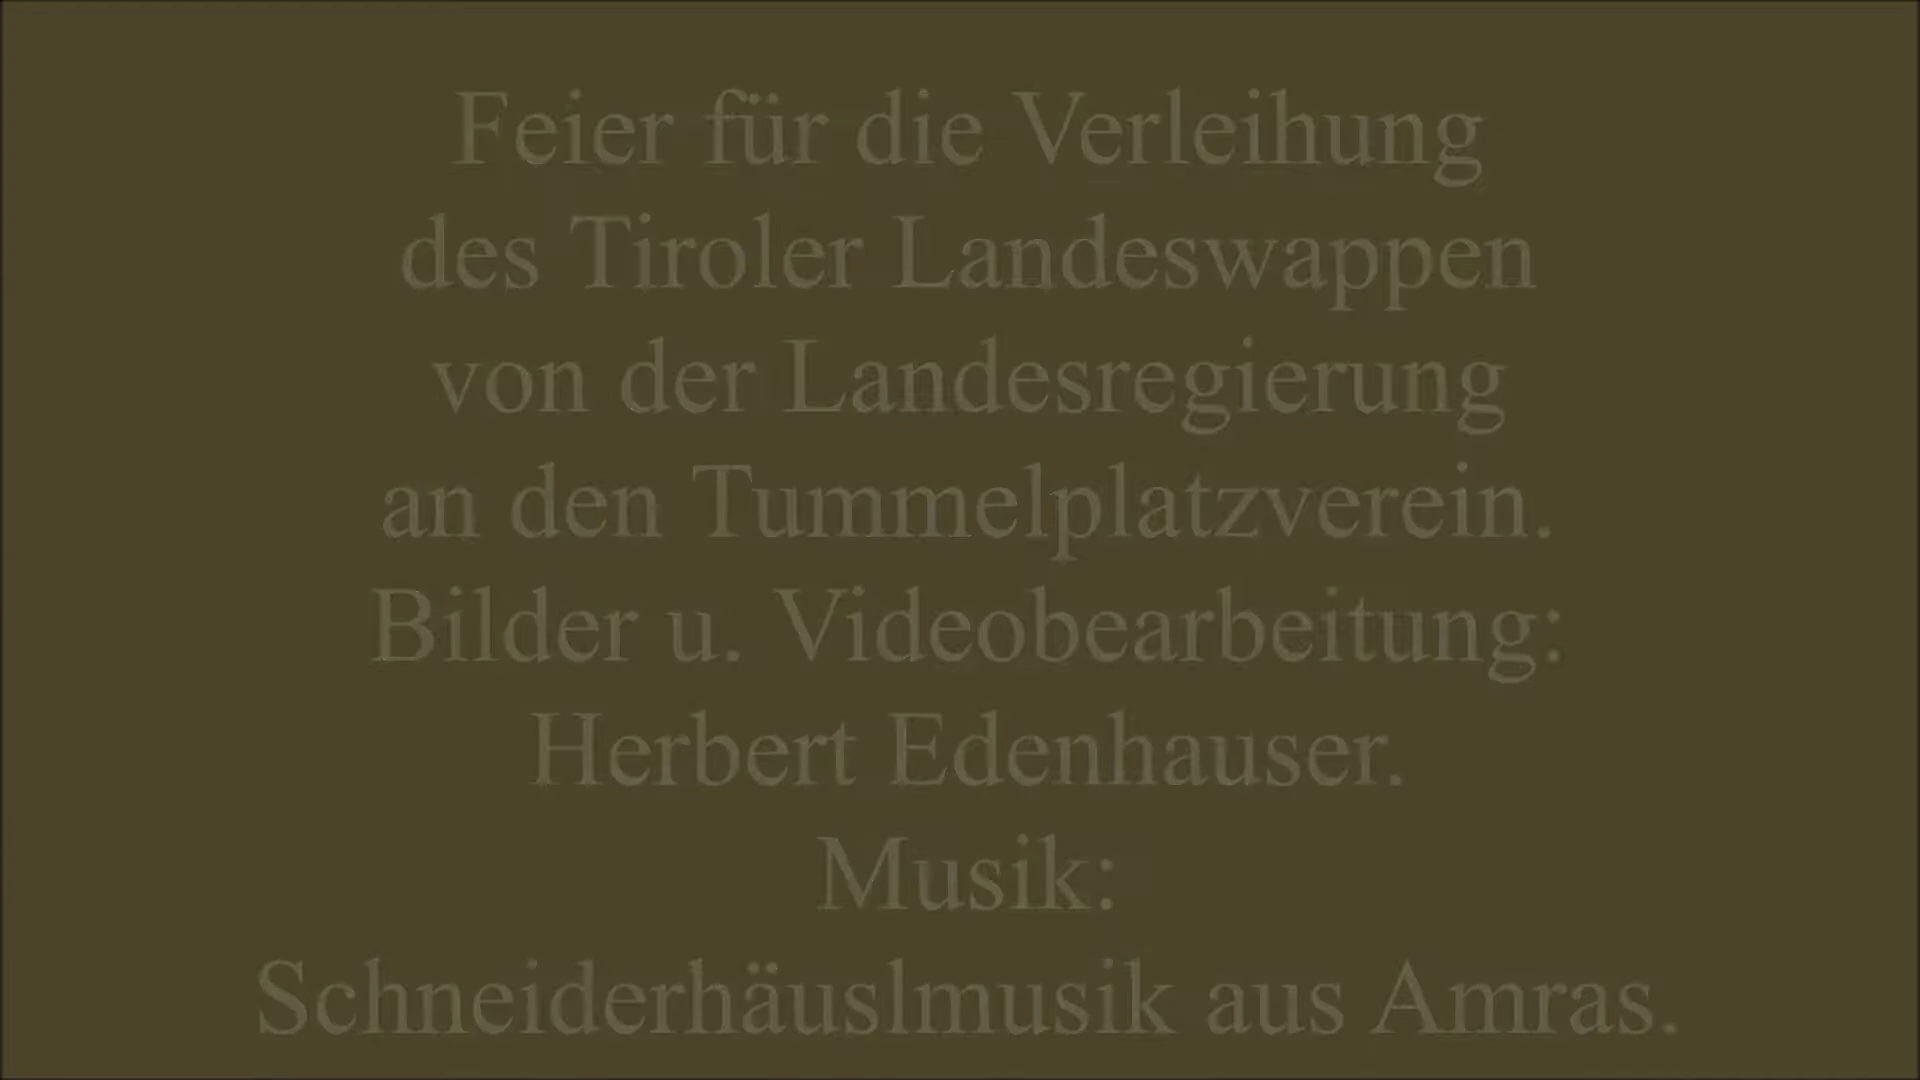 Feier für die Verleihung
des Tiroler Landeswappen
von der Landesregierung
an den Tummelplatzverein.
Bilder u. Videobearbeitung:
Herbert Edenhauser.
Musik:
Schneiderhäuslmusik aus Amras.